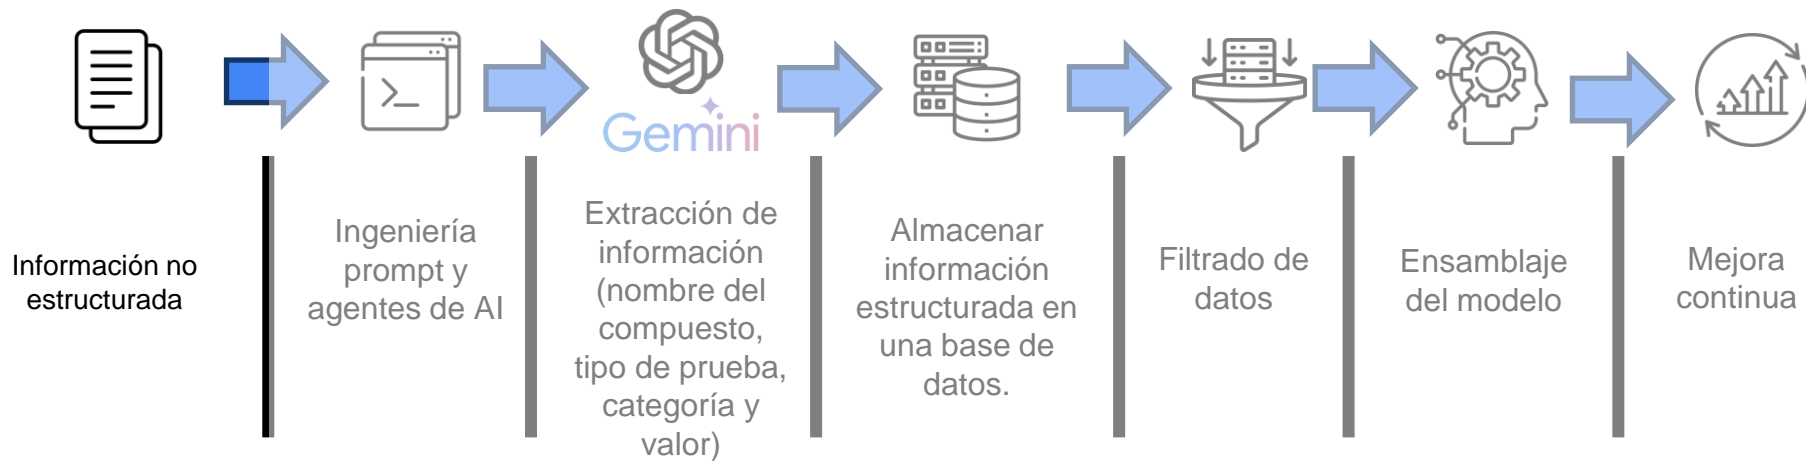 Gemini
Información no
estructurada
Ingeniería
prompt y
agentes de AI
Extracción de
información
(nombre del
compuesto,
tipo de prueba,
categoría y
valor)
Almacenar
información
estructurada en
una base de
datos.
Filtrado de
datos
Ensamblaje
del modelo
Mejora
continua